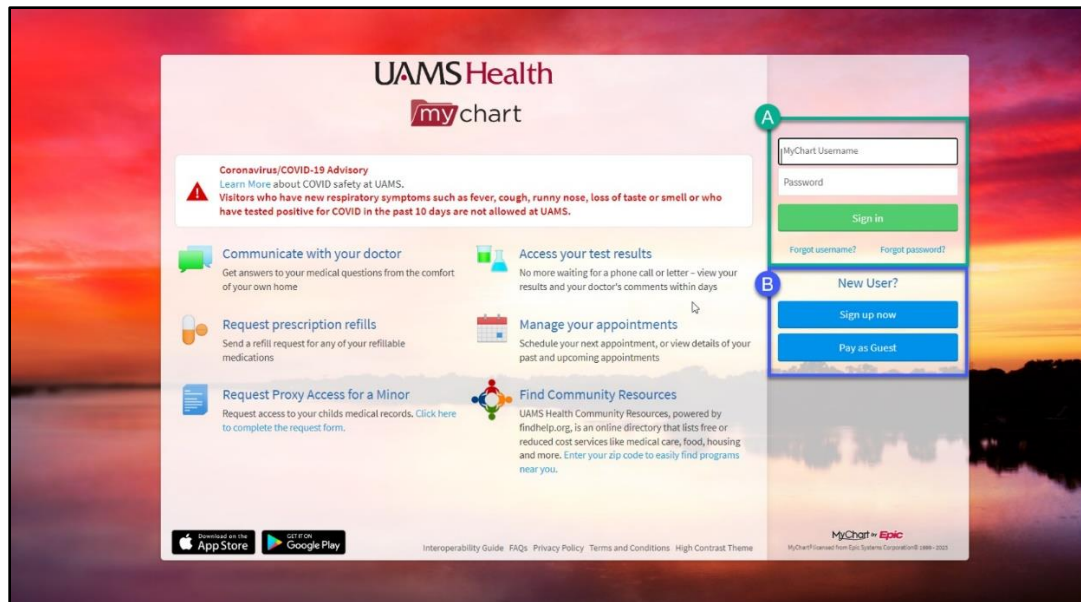 UAMS Health
mychart
Coronavirus/COVID-19 Advisory
Learn More about COVID safety at UAMS.
Visitors who have new respiratory symptoms such as fever, cough, runny nose, loss of taste or smell or who
have tested positive for COVID in the past 10 days are not allowed at UAMS.
Communicate with your doctor
Get answers to your medical questions from the comfort
of your own home
Access your test results
No more waiting for a phone call or letter – view your
results and your doctor's comments within days
Request prescription refills
Send a refill request for any of your refillable
medications
Manage your appointments
Schedule your next appointment, or view details of your
past and upcoming appointments
Request Proxy Access for a Minor
Request access to your childs medical records. Click here
to complete the request form.
Find Community Resources
UAMS Health Community Resources, powered by
findhelp.org, is an online directory that lists free or
reduced cost services like medical care, food, housing
and more. Enter your zip code to easily find programs
near you.
A
MyChart Username
Password
Sign in
Forgot username? Forgot password?
B
New User?
Sign up now
Pay as Guest
Download on the
App Store
GET IT ON
Google Play
Interoperability Guide FAQs Privacy Policy Terms and Conditions High Contrast Theme
MyChart by Epic
MyChart® licensed from Epic Systems Corporation© 1999 - 2023